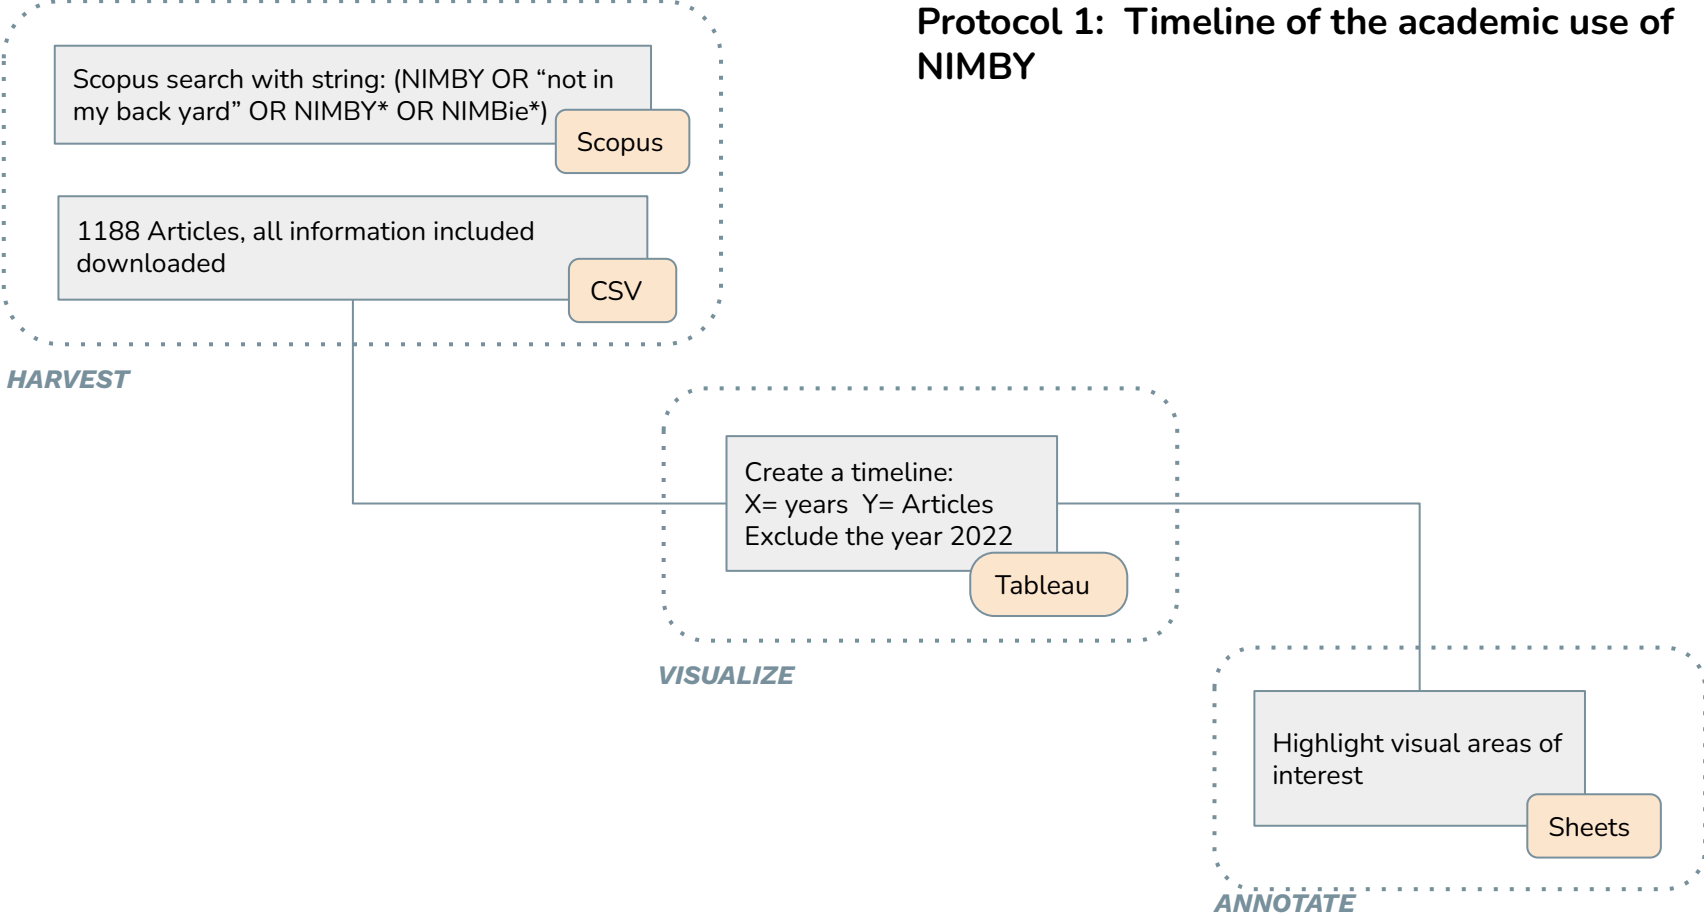 Protocol 1:  Timeline of the academic use of
NIMBY
Scopus search with string: (NIMBY OR “not in
my back yard” OR NIMBY* OR NIMBie*)
Scopus
1188 Articles, all information included
downloaded
CSV
HARVEST
Create a timeline:
X= years  Y= Articles
Exclude the year 2022
Tableau
VISUALIZE
Highlight visual areas of
interest
Sheets
ANNOTATE